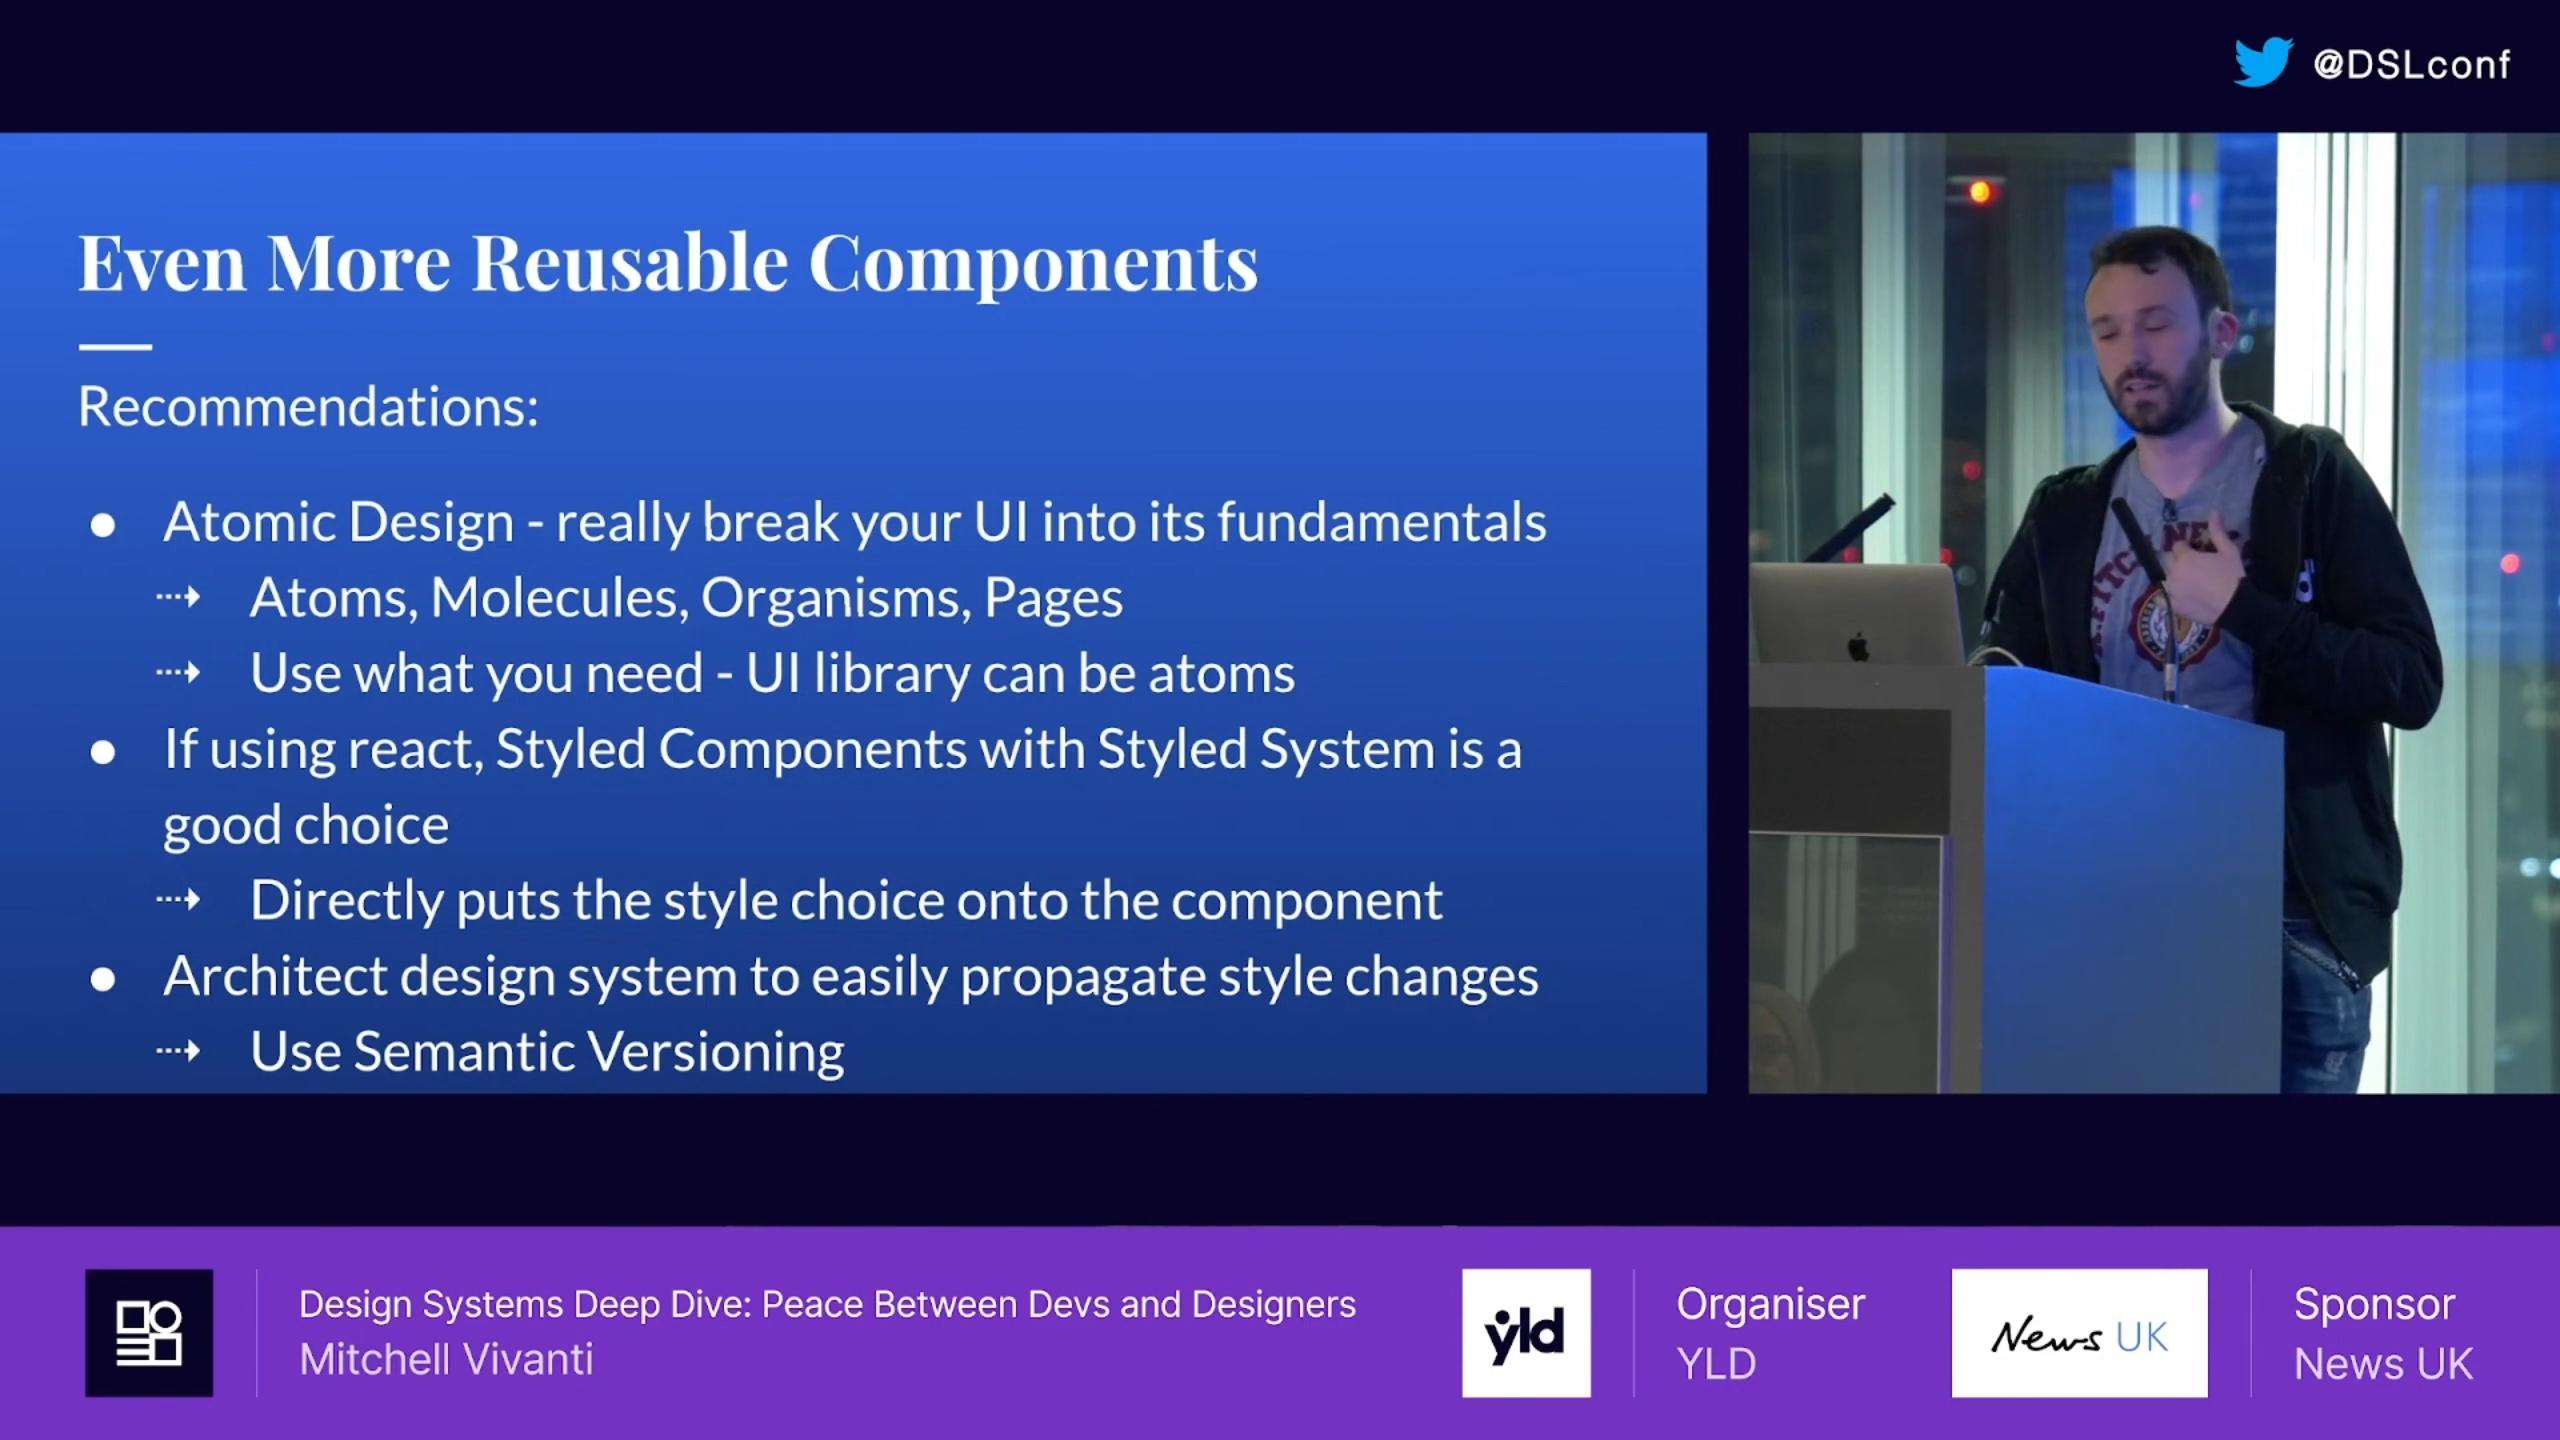 @DSLconf
Even More Reusable Components
Recommendations:
● Atomic Design - really break your UI into its fundamentals
⇢ Atoms, Molecules, Organisms, Pages
⇢ Use what you need - UI library can be atoms
● If using react, Styled Components with Styled System is a
good choice
⇢ Directly puts the style choice onto the component
● Architect design system to easily propagate style changes
⇢ Use Semantic Versioning
Design Systems Deep Dive: Peace Between Devs and Designers
Mitchell Vivanti
yld
Organiser
YLD
News UK
Sponsor
News UK